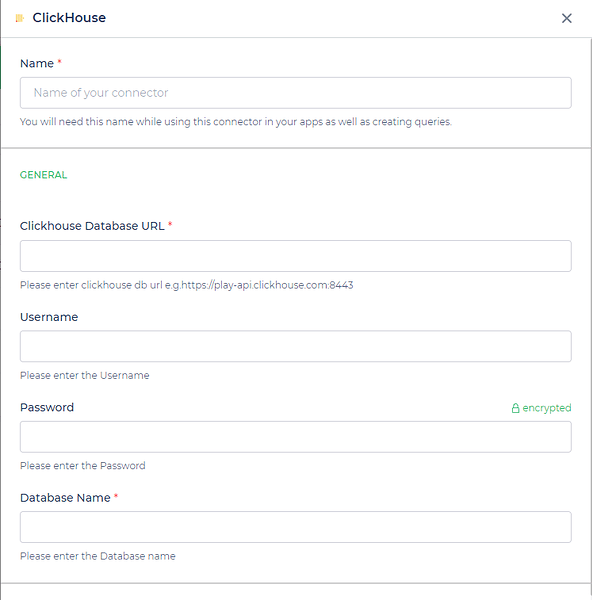 ClickHouse
Name *
Name of your connector
You will need this name while using this connector in your apps as well as creating queries.
GENERAL
Clickhouse Database URL *
Please enter clickhouse db url e.g.https://play-api.clickhouse.com:8443
Username
Please enter the Username
Password encrypted
Please enter the Password
Database Name *
Please enter the Database name